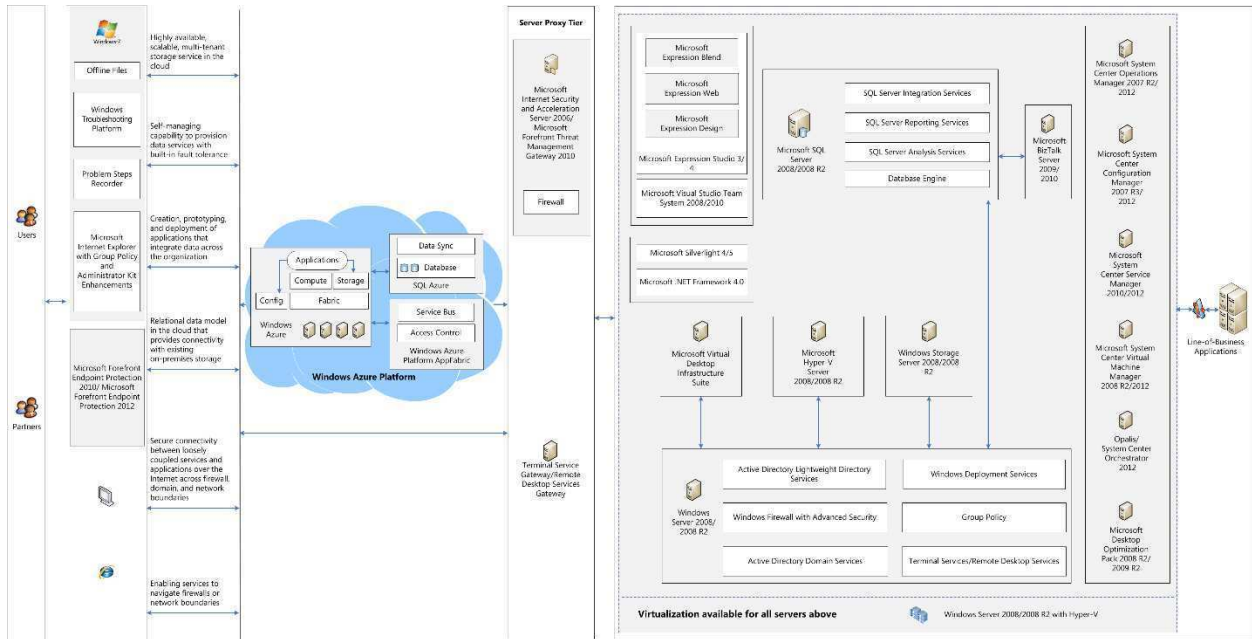 Users
Partners
Windows 7
Offline Files
Windows
Troubleshooting
Platform
Problem Steps
Recorder
Microsoft
Internet Explorer
with Group Policy
and
Administrator Kit
Enhancements
Microsoft Forefront
Endpoint Protection
2010/ Microsoft
Forefront Endpoint
Protection 2012
Highly available,
scalable, multi-tenant
storage service in the
cloud
Self-managing
capability to provision
data services with
built-in fault tolerance
Creation, prototyping,
and deployment of
applications that
integrate data across
the organization
Relational data model
in the cloud that
provides connectivity
with existing
on-premises storage
Secure connectivity
between loosely
coupled services and
applications over the
Internet across firewall,
domain, and network
boundaries
Enabling services to
navigate firewalls or
network boundaries
Applications
Compute
Storage
Config
Fabric
Windows
Azure
Data Sync
Database
SQL Azure
Service Bus
Access Control
Windows Azure
Platform AppFabric
Windows Azure Platform
Server Proxy Tier
Microsoft
Internet Security
and Acceleration
Server 2006/
Microsoft
Forefront Threat
Management
Gateway 2010
Firewall
Terminal Service
Gateway/Remote
Desktop Services
Gateway
Microsoft
Expression Blend
Microsoft
Expression Web
Microsoft
Expression Design
Microsoft Expression Studio 3/
4
Microsoft Visual Studio Team
System 2008/2010
Microsoft Silverlight 4/5
Microsoft .NET Framework 4.0
Microsoft SQL
Server
2008/2008 R2
SQL Server Integration Services
SQL Server Reporting Services
SQL Server Analysis Services
Database Engine
Microsoft
BizTalk
Server
2009/
2010
Microsoft Virtual
Desktop
Infrastructure
Suite
Microsoft
Hyper-V
Server
2008/2008 R2
Windows Storage
Server 2008/2008
R2
Windows
Server 2008/
2008 R2
Active Directory Lightweight Directory
Services
Windows Deployment Services
Windows Firewall with Advanced Security
Group Policy
Active Directory Domain Services
Terminal Services/Remote Desktop Services
Virtualization available for all servers above
Windows Server 2008/2008 R2 with Hyper-V
Microsoft System
Center Operations
Manager 2007 R2/
2012
Microsoft System
Center
Configuration
Manager
2007 R3/
2012
Microsoft
System
Center Service
Manager
2010/2012
Microsoft System
Center Virtual
Machine
Manager
2008 R2/2012
Opalis/
System Center
Orchestrator
2012
Microsoft
Desktop
Optimization
Pack 2008 R2/
2009 R2
Line-of-Business
Applications